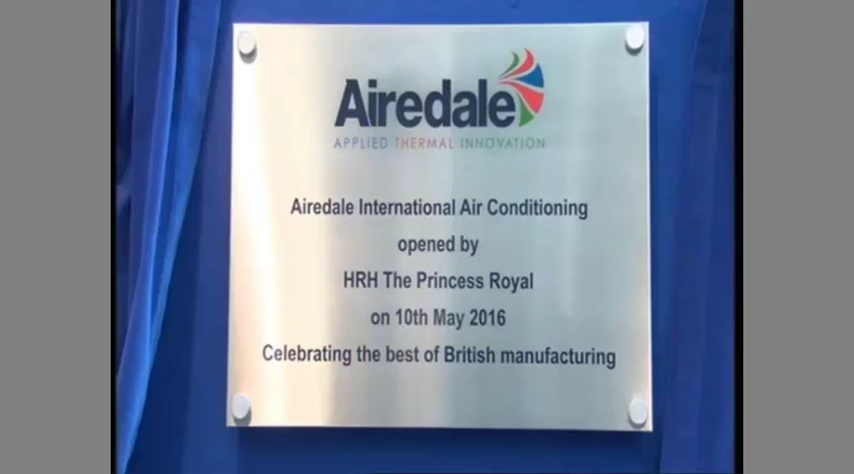 Airedale
APPLIED THERMAL INNOVATION
Airedale International Air Conditioning
opened by
HRH The Princess Royal
on 10th May 2016
Celebrating the best of British manufacturing